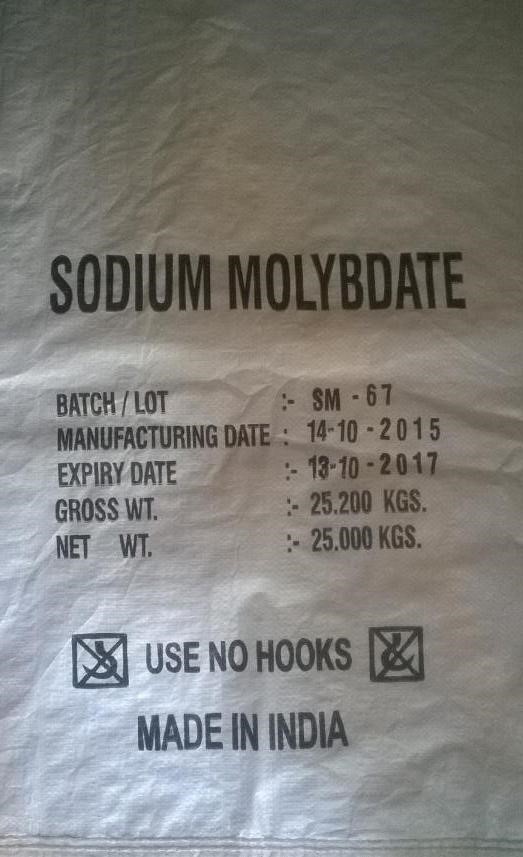 SODIUM MOLYBDATE
BATCH / LOT :- SM - 67
MANUFACTURING DATE : 14-10-2015
EXPIRY DATE :- 13-10-2017
GROSS WT. :- 25.200 KGS.
NET WT. :- 25.000 KGS.
USE NO HOOKS
MADE IN INDIA